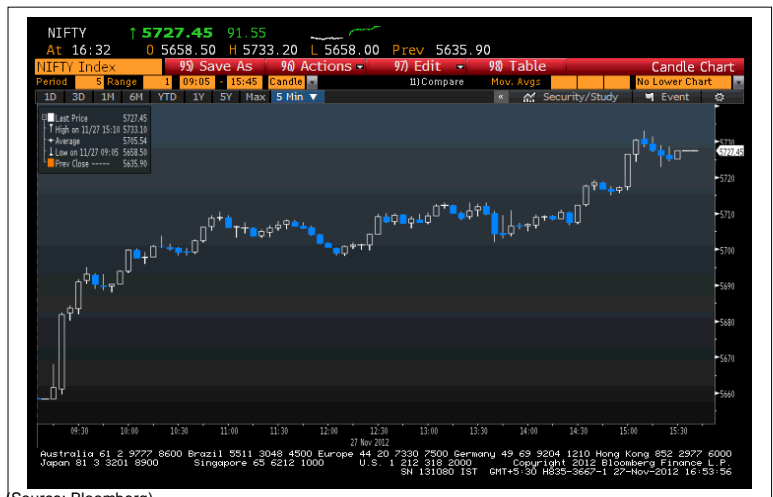 NIFTY ↑ 5727.45 91.55
At 16:32 O 5658.50 H 5733.20 L 5658.00 Prev 5635.90
NIFTY Index 95) Save As 96) Actions 97) Edit 98) Table Candle Chart
Period 5 Range 1 09:05 - 15:45 Candle 11) Compare Mov. Avgs No Lower Chart
1D 3D 1M 6M YTD 1Y 5Y Max 5 Min ▼ « Security/Study Event
Last Price 5727.45
High on 11/27 15:10 5733.10
Average 5705.54
Low on 11/27 09:05 5658.50
Prev Close ----- 5635.90
5730
5727.45
5720
5710
5700
5690
5680
5670
5660
09:30 10:00 10:30 11:00 11:30 12:00 12:30 13:00 13:30 14:00 14:30 15:00 15:30
27 Nov 2012
Australia 61 2 9777 8600 Brazil 5511 3048 4500 Europe 44 20 7330 7500 Germany 49 69 9204 1210 Hong Kong 852 2977 6000
Japan 81 3 3201 8900 Singapore 65 6212 1000 U.S. 1 212 318 2000 Copyright 2012 Bloomberg Finance L.P.
SN 131080 IST GMT+5:30 H835-3667-1 27-Nov-2012 16:53:56
(Source: Bloomberg)